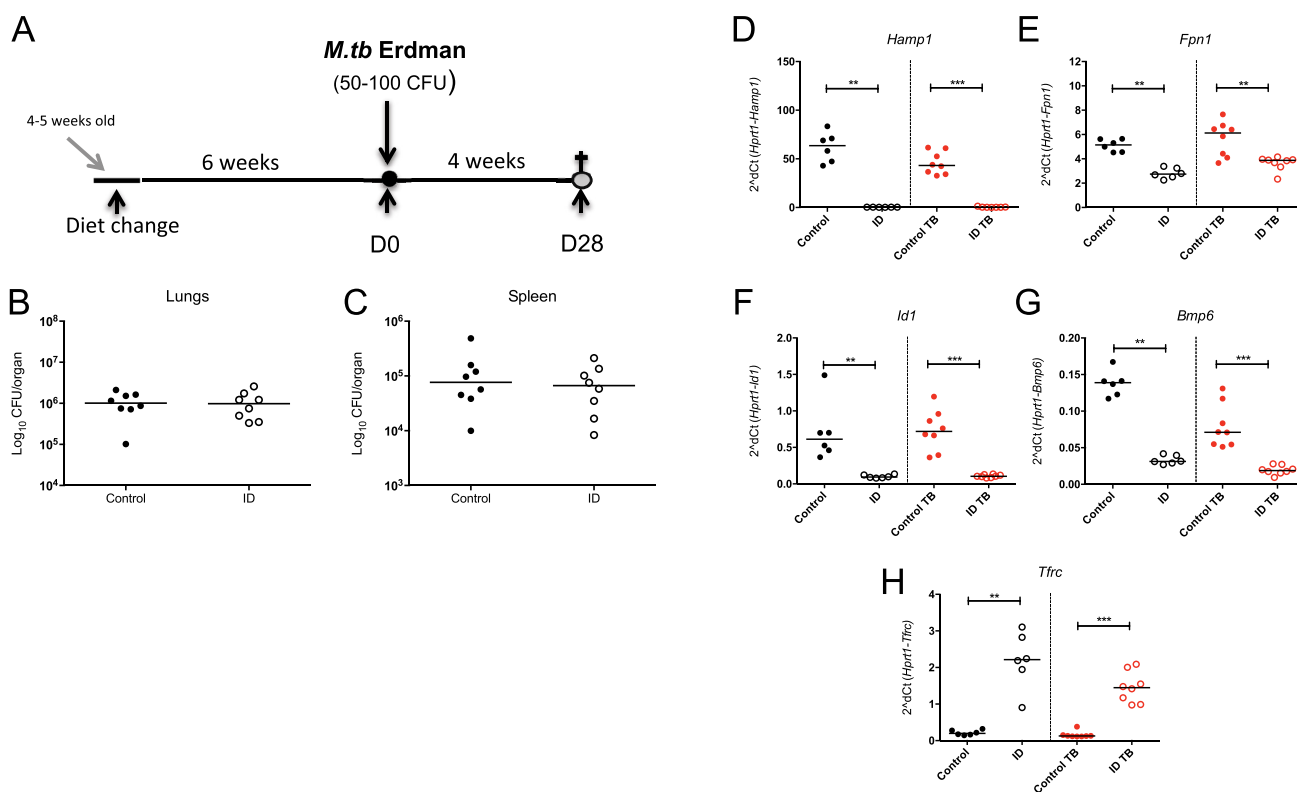 A
M.tb Erdman
(50-100 CFU)
4-5 weeks old
6 weeks
4 weeks
Diet change
D0
D28
B
Lungs
Log10 CFU/organ
10^8
10^7
10^6
10^5
10^4
Control
ID
C
Spleen
Log10 CFU/organ
10^6
10^5
10^4
10^3
Control
ID
D
Hamp1
2^dCt (Hprt1-Hamp1)
150
100
50
0
**
***
Control
ID
Control TB
ID TB
E
Fpn1
2^dCt (Hprt1-Fpn1)
12
10
8
6
4
2
0
**
**
Control
ID
Control TB
ID TB
F
Id1
2^dCt (Hprt1-Id1)
2.0
1.5
1.0
0.5
0.0
**
***
Control
ID
Control TB
ID TB
G
Bmp6
2^dCt (Hprt1-Bmp6)
0.20
0.15
0.10
0.05
0.00
**
***
Control
ID
Control TB
ID TB
H
Tfrc
2^dCt (Hprt1-Tfrc)
4
3
2
1
0
**
***
Control
ID
Control TB
ID TB